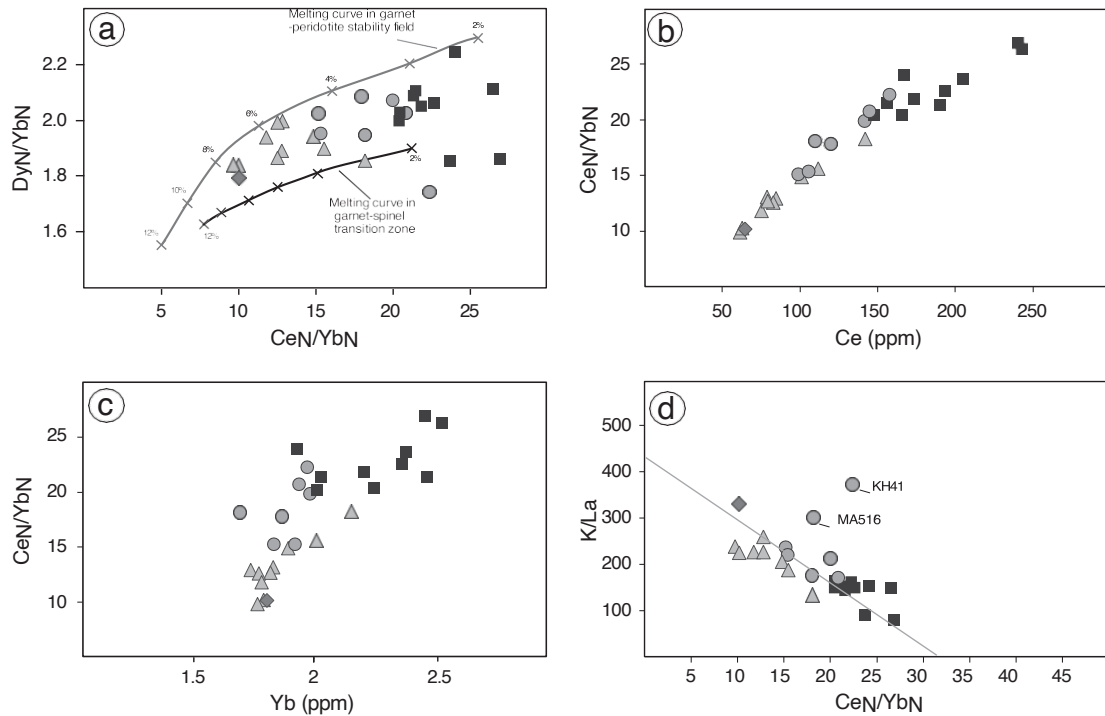 a
Melting curve in garnet
-peridotite stability field
2%
4%
6%
8%
10%
12%
2%
12%
Melting curve in
garnet-spinel
transition zone
2.2
2.0
1.8
1.6
DyN/YbN
5 10 15 20 25
CeN/YbN
b
25
20
15
10
CeN/YbN
50 100 150 200 250
Ce (ppm)
c
25
20
15
10
CeN/YbN
1.5 2 2.5
Yb (ppm)
d
500
400
300
200
100
K/La
KH41
MA516
5 10 15 20 25 30 35 40 45
CeN/YbN